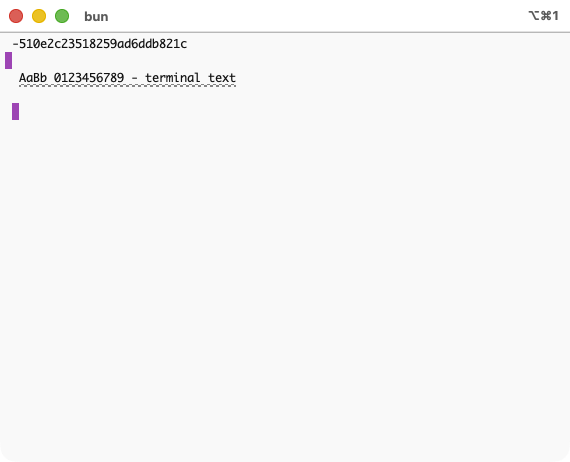 bun
⌥⌘1
-510e2c23518259ad6ddb821c
AaBb 0123456789 - terminal text